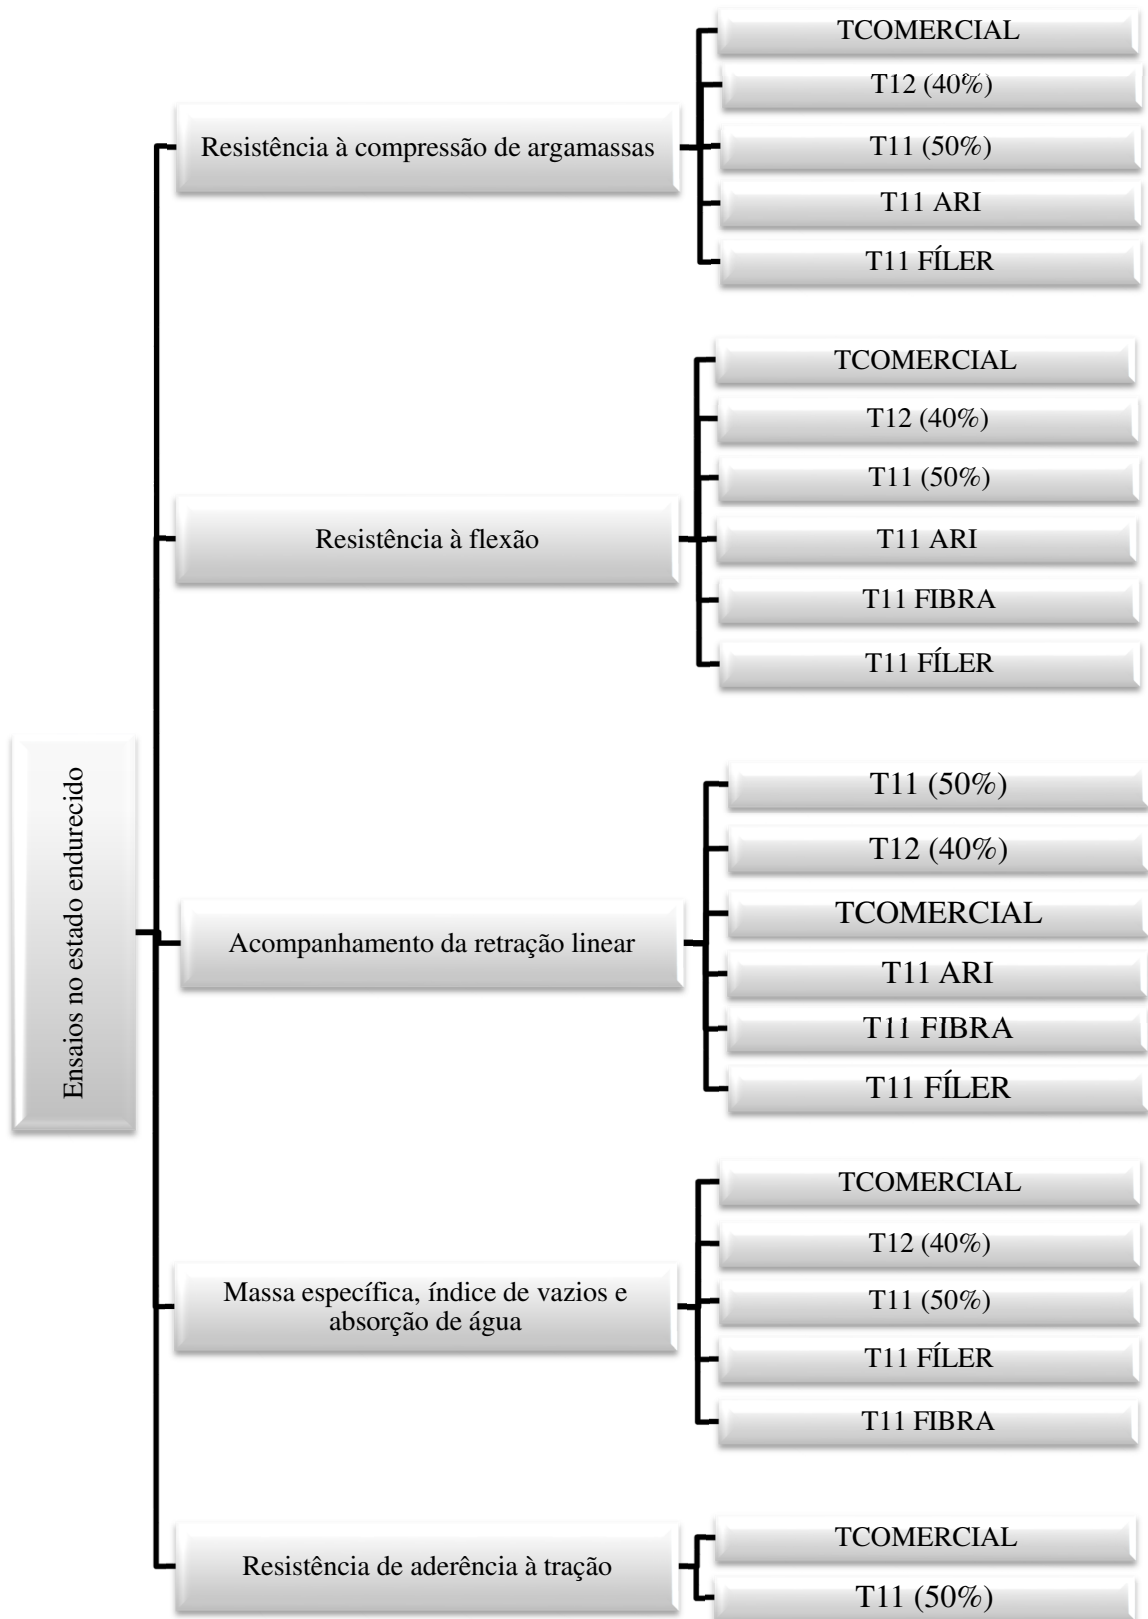 Ensaios no estado endurecido
Resistência à compressão de argamassas
TCOMERCIAL
T12 (40%)
T11 (50%)
T11 ARI
T11 FÍLER
Resistência à flexão
TCOMERCIAL
T12 (40%)
T11 (50%)
T11 ARI
T11 FIBRA
T11 FÍLER
Acompanhamento da retração linear
T11 (50%)
T12 (40%)
TCOMERCIAL
T11 ARI
T11 FIBRA
T11 FÍLER
Massa específica, índice de vazios e
absorção de água
TCOMERCIAL
T12 (40%)
T11 (50%)
T11 FÍLER
T11 FIBRA
Resistência de aderência à tração
TCOMERCIAL
T11 (50%)